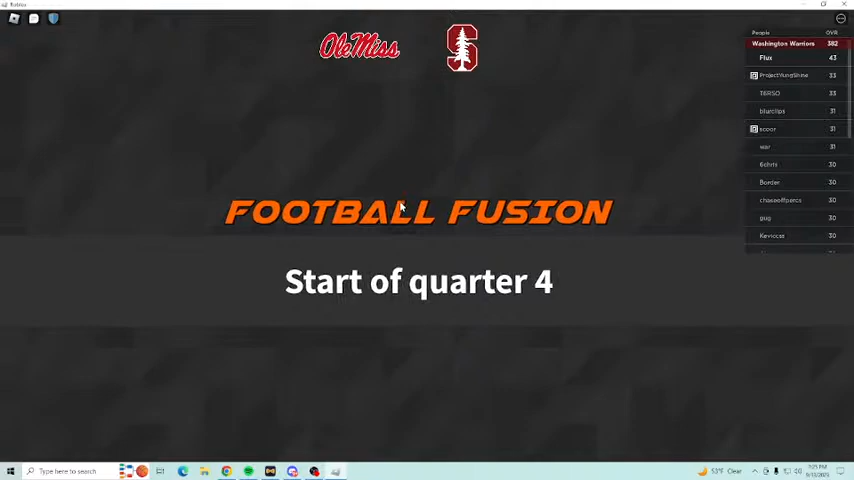 Roblox
Ole Miss
S
People OVR
Washington Warriors 382
Flux 43
ProjectYungShine 33
T6RSO 33
blurclips 31
scoor 31
war 31
6chris 30
Border 30
chaseoffpercs 30
gug 30
Keviccse 30
FOOTBALL FUSION
Start of quarter 4
Type here to search
53°F Clear